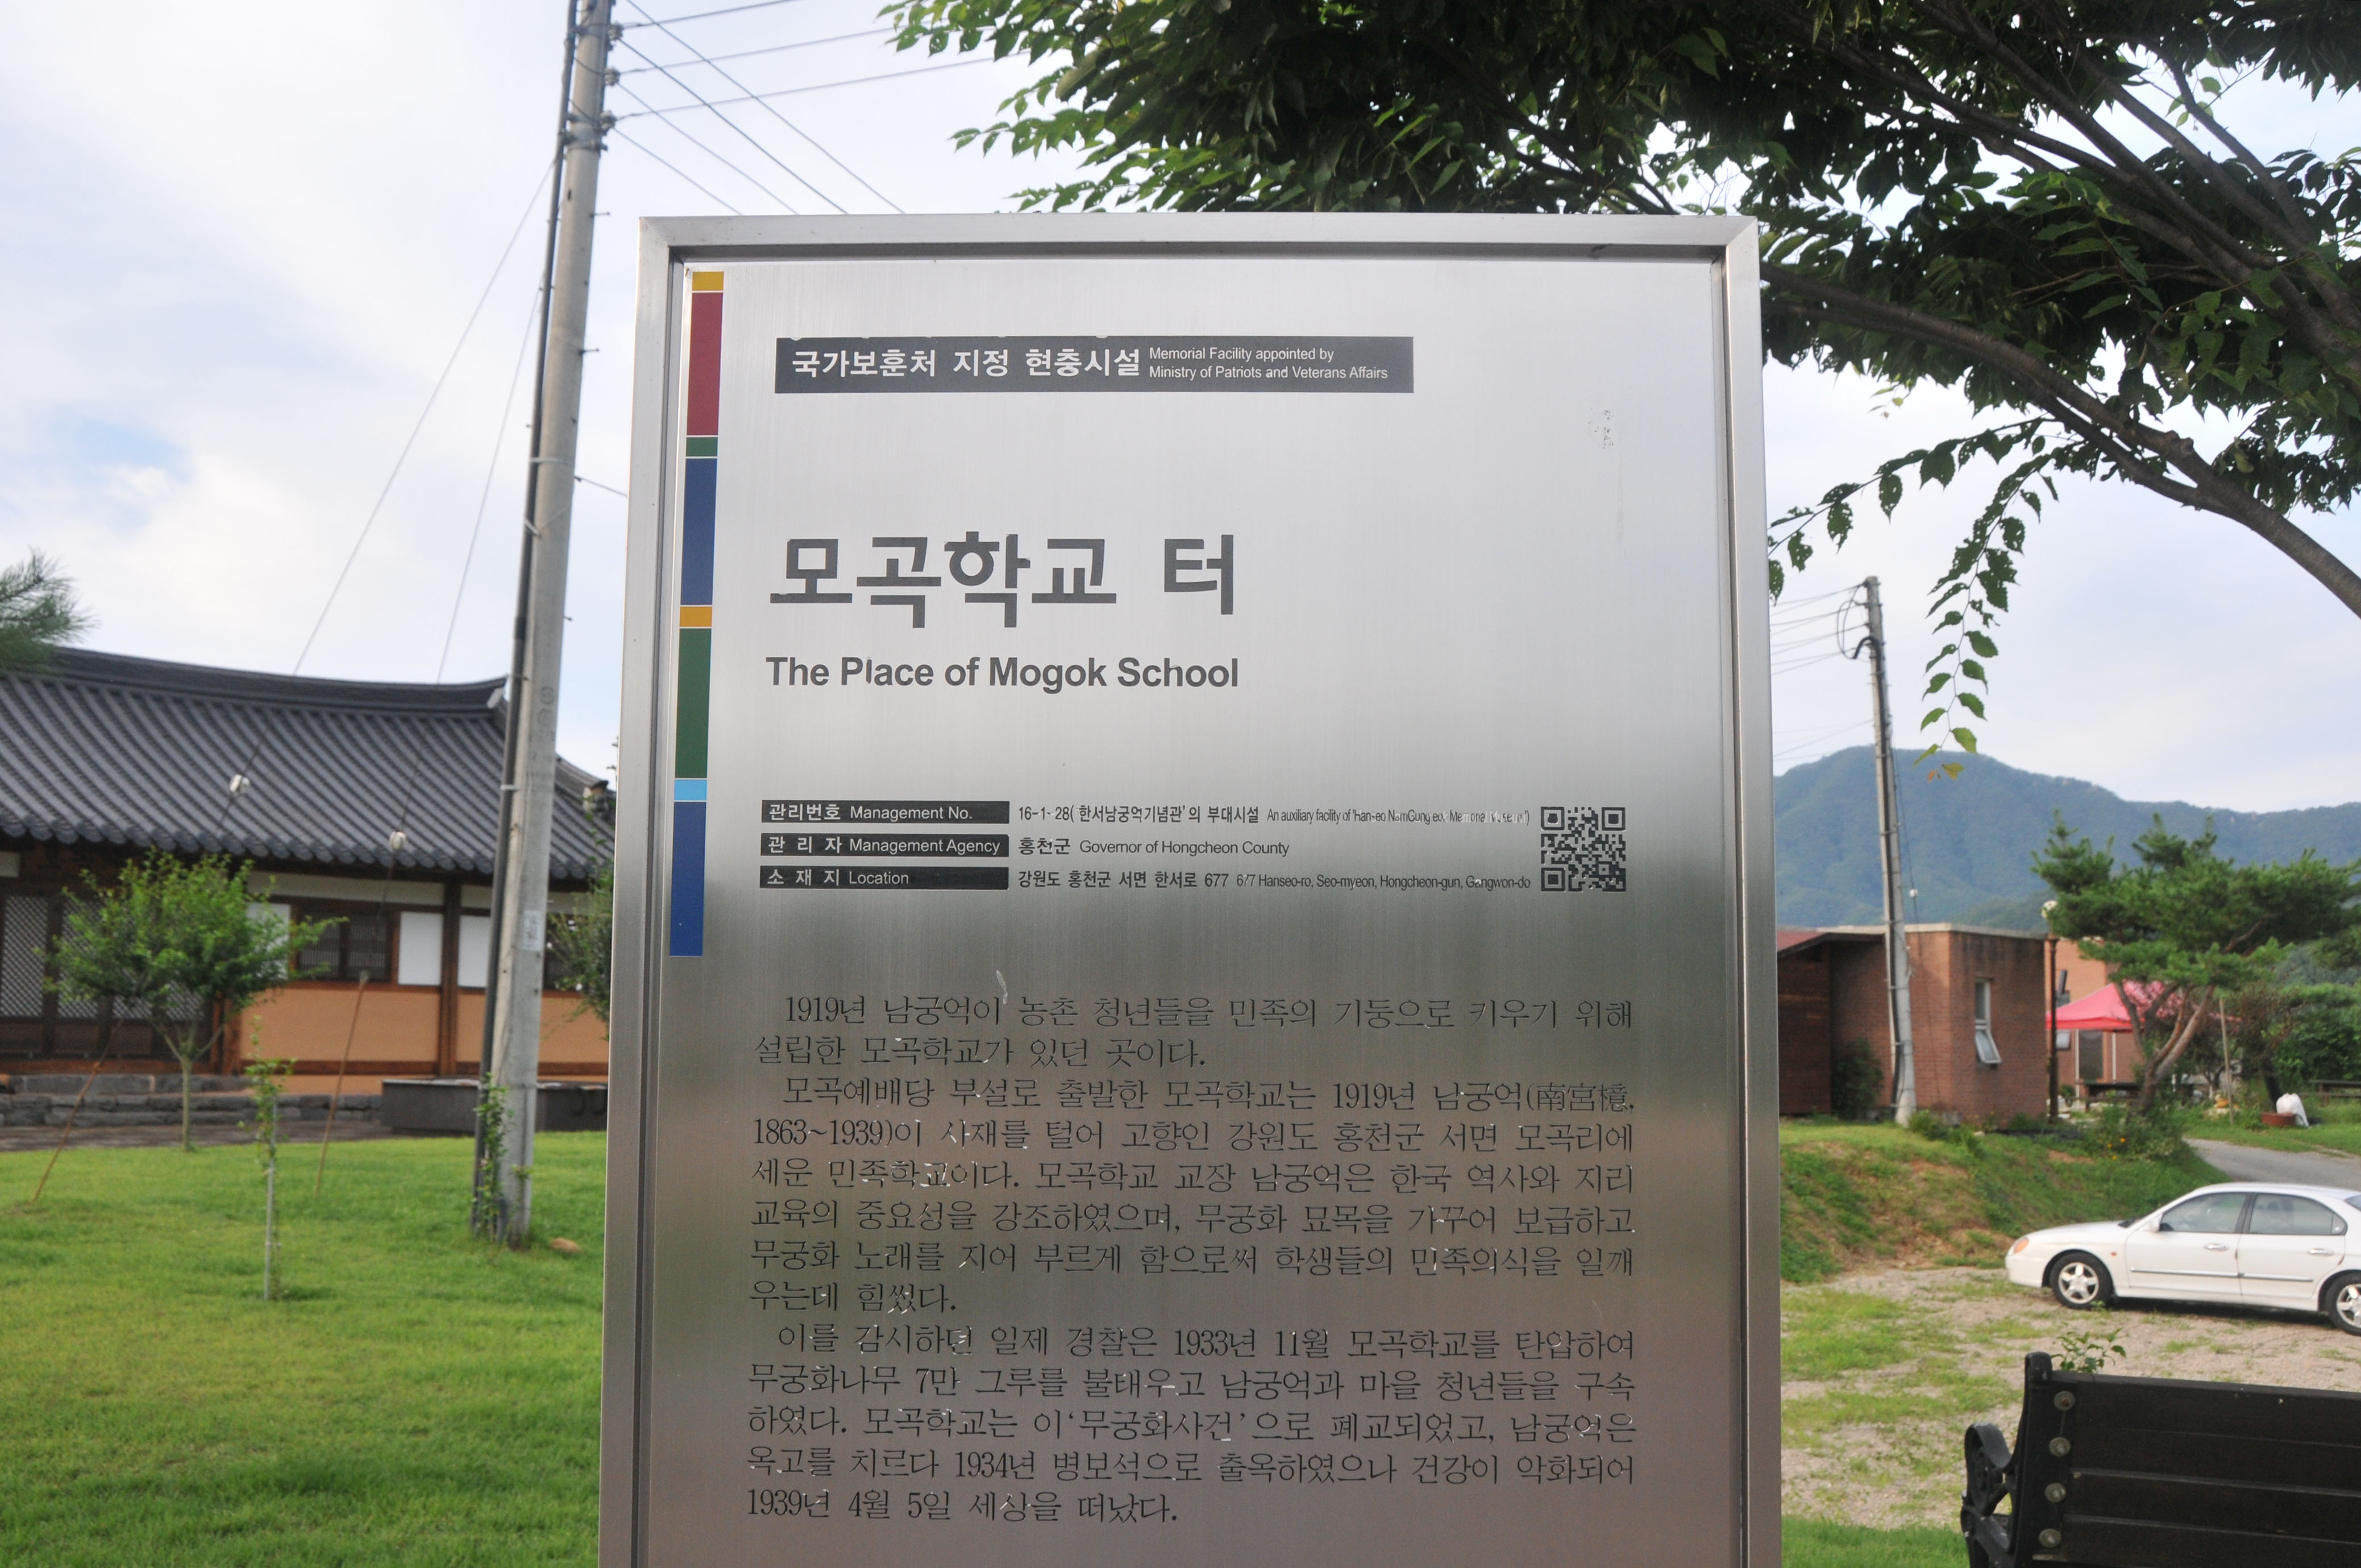 국가보훈처 지정 현충시설 Memorial Facility appointed by
Ministry of Patriots and Veterans Affairs
모곡학교 터
The Place of Mogok School
관리번호 Management No. 16-1-28('한서남궁억기념관'의 부대시설 An auxiliary facility of 'Han-seo NamGung eok Memorial Museum')
관 리 자 Management Agency 홍천군 Governor of Hongcheon County
소 재 지 Location 강원도 홍천군 서면 한서로 677 677 Hanseo-ro, Seo-myeon, Hongcheon-gun, Gangwon-do
1919년 남궁억이 농촌 청년들을 민족의 기둥으로 키우기 위해
설립한 모곡학교가 있던 곳이다.
모곡예배당 부설로 출발한 모곡학교는 1919년 남궁억(南宮檍,
1863~1939)이 사재를 털어 고향인 강원도 홍천군 서면 모곡리에
세운 민족학교이다. 모곡학교 교장 남궁억은 한국 역사와 지리
교육의 중요성을 강조하였으며, 무궁화 묘목을 가꾸어 보급하고
무궁화 노래를 지어 부르게 함으로써 학생들의 민족의식을 일깨
우는데 힘썼다.
이를 감시하던 일제 경찰은 1933년 11월 모곡학교를 탄압하여
무궁화나무 7만 그루를 불태우고 남궁억과 마을 청년들을 구속
하였다. 모곡학교는 이 '무궁화사건'으로 폐교되었고, 남궁억은
옥고를 치르다 1934년 병보석으로 출옥하였으나 건강이 악화되어
1939년 4월 5일 세상을 떠났다.